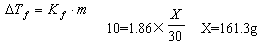 ΔT_f = K_f · m
10=1.86× X/30 X=161.3g